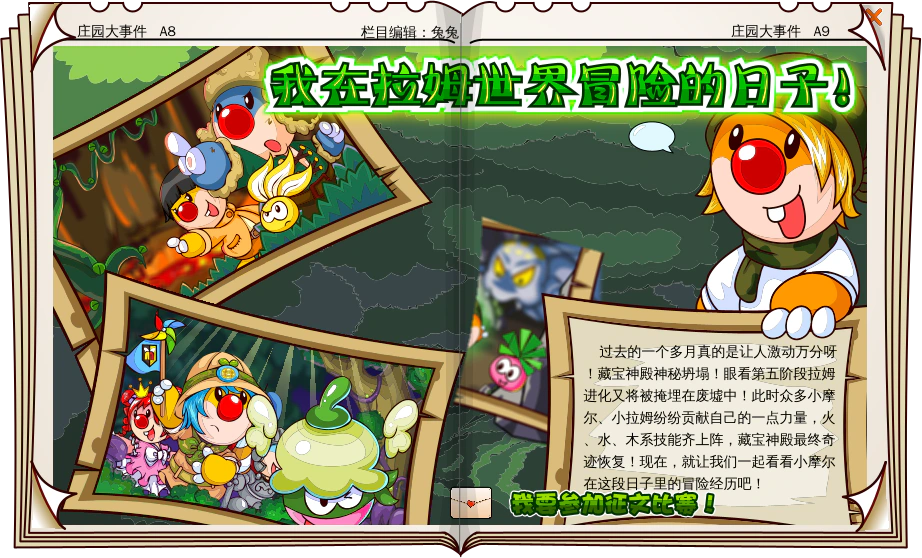 庄园大事件 A8
栏目编辑：兔兔
庄园大事件 A9
我在拉姆世界冒险的日子！
过去的一个多月真的是让人激动万分呀
！藏宝神殿神秘坍塌！眼看第五阶段拉姆
进化又将被掩埋在废墟中！此时众多小摩
尔、小拉姆纷纷贡献自己的一点力量，火
、水、木系技能齐上阵，藏宝神殿最终奇
迹恢复！现在，就让我们一起看看小摩尔
在这段日子里的冒险经历吧！
我要参加征文比赛！